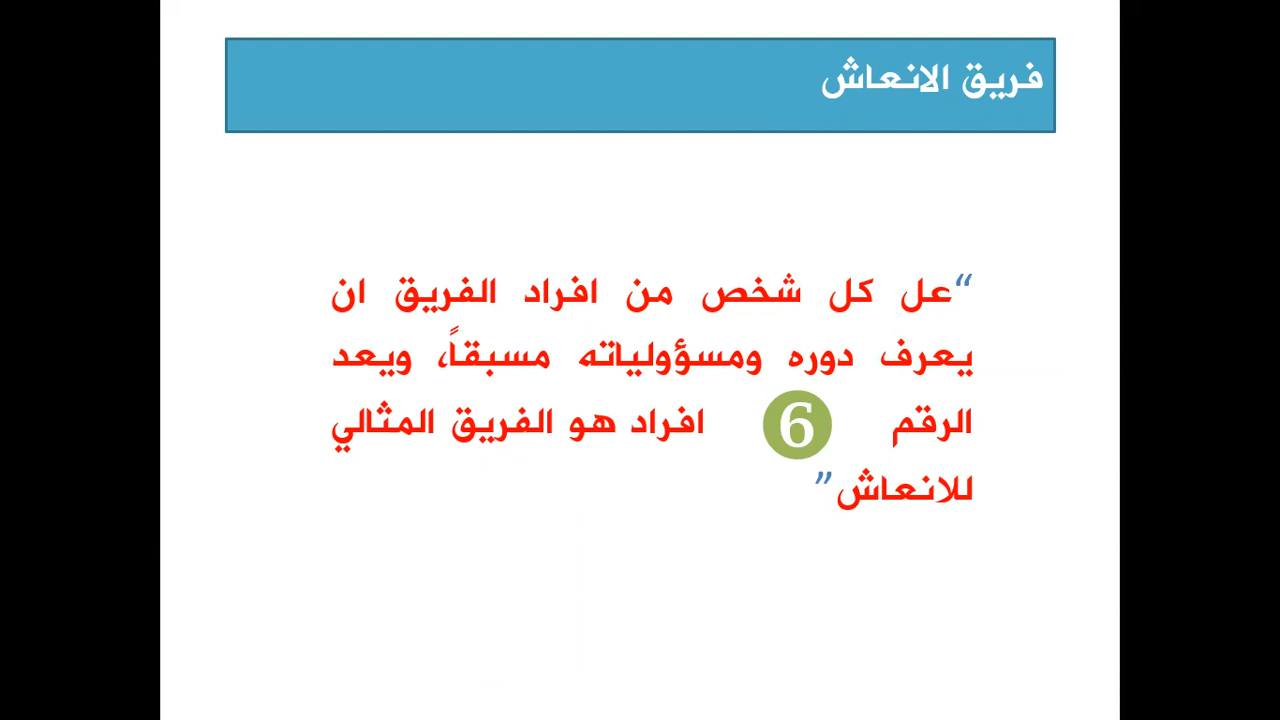 فريق الانعاش
“عل كل شخص من افراد الفريق ان
يعرف دوره ومسؤولياته مسبقاً، ويعد
الرقم 6 افراد هو الفريق المثالي
للانعاش”